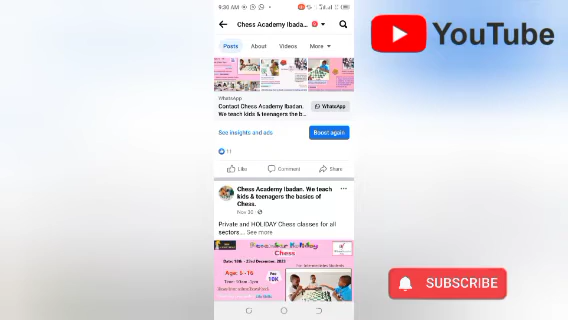 9:30 AM
YouTube
Chess Academy Ibadan...
Posts
About
Videos
More
WhatsApp
Contact Chess Academy Ibadan.
We teach kids & teenagers the b...
WhatsApp
See insights and ads
Boost again
11
Like
Comment
Share
Chess Academy Ibadan. We teach
kids & teenagers the basics of
Chess.
Nov 30
Private and HOLIDAY Chess classes for all
sectors... See more
December Holiday
Chess
Age: 5 - 16
10K
SUBSCRIBE